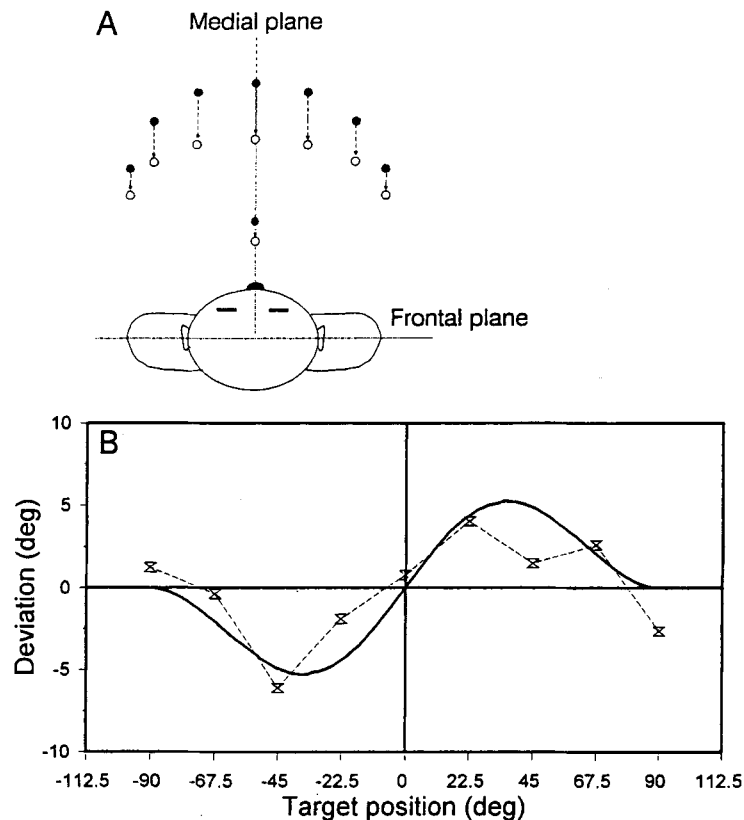 A
Medial plane
Frontal plane
B
10
5
0
-5
-10
Deviation (deg)
-112.5 -90 -67.5 -45 -22.5 0 22.5 45 67.5 90 112.5
Target position (deg)